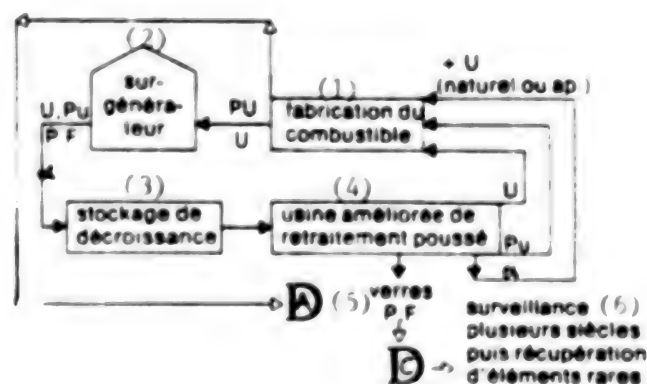 (2)
sur-
généra-
leur
(1)
fabrication du
combustible
+ U
(naturel ou ap.)
PU
U
U, Pu
P F
(3)
stockage de
décroissance
(4)
usine améliorée de
retraitement poussé
U
Pu
A (5)
verres
P F
C
surveillance (6)
plusieurs siècles
puis récupération
d'éléments rares